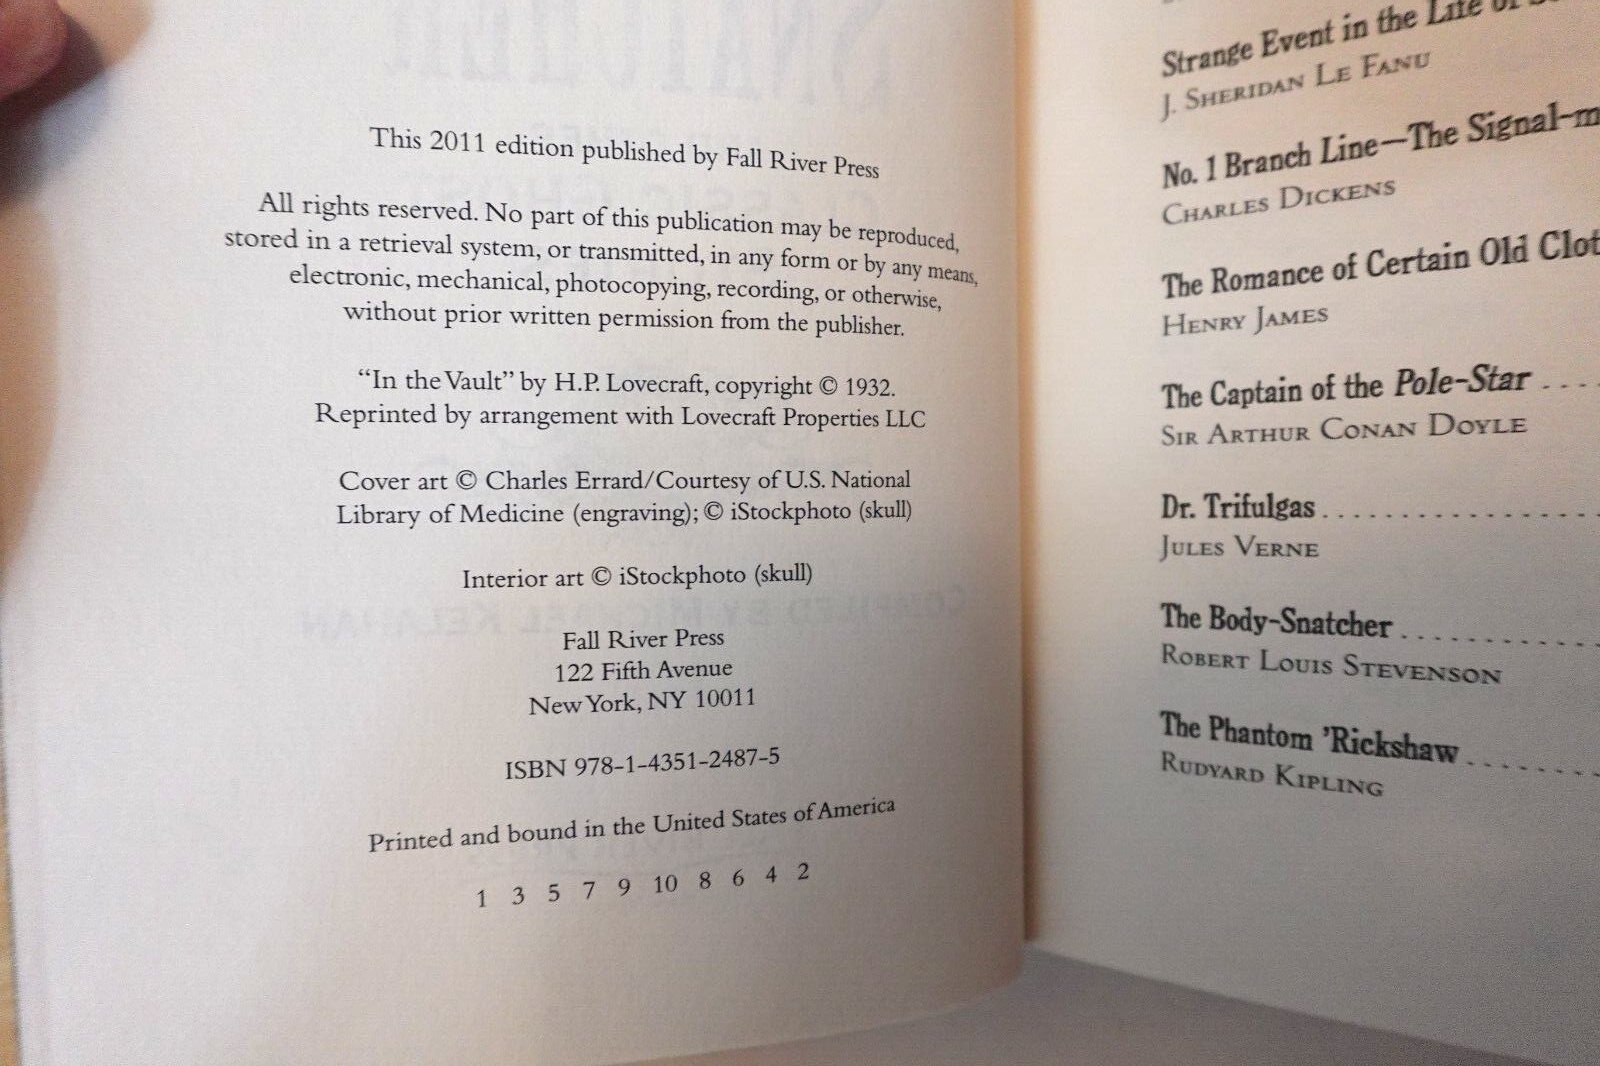 This 2011 edition published by Fall River Press
All rights reserved. No part of this publication may be reproduced,
stored in a retrieval system, or transmitted, in any form or by any means,
electronic, mechanical, photocopying, recording, or otherwise,
without prior written permission from the publisher.
“In the Vault” by H.P. Lovecraft, copyright © 1932.
Reprinted by arrangement with Lovecraft Properties LLC
Cover art © Charles Errard/Courtesy of U.S. National
Library of Medicine (engraving); © iStockphoto (skull)
Interior art © iStockphoto (skull)
Fall River Press
122 Fifth Avenue
New York, NY 10011
ISBN 978-1-4351-2487-5
Printed and bound in the United States of America
1 3 5 7 9 10 8 6 4 2
Strange Event in the Life of
J. Sheridan Le Fanu
No. 1 Branch Line—The
Charles Dickens
The Romance of Certain Old
Henry James
The Captain of the Pole-Star ....
Sir Arthur Conan Doyle
Dr. Trifulgas ....................
Jules Verne
The Body-Snatcher ...............
Robert Louis Stevenson
The Phantom ’Rickshaw ..........
Rudyard Kipling